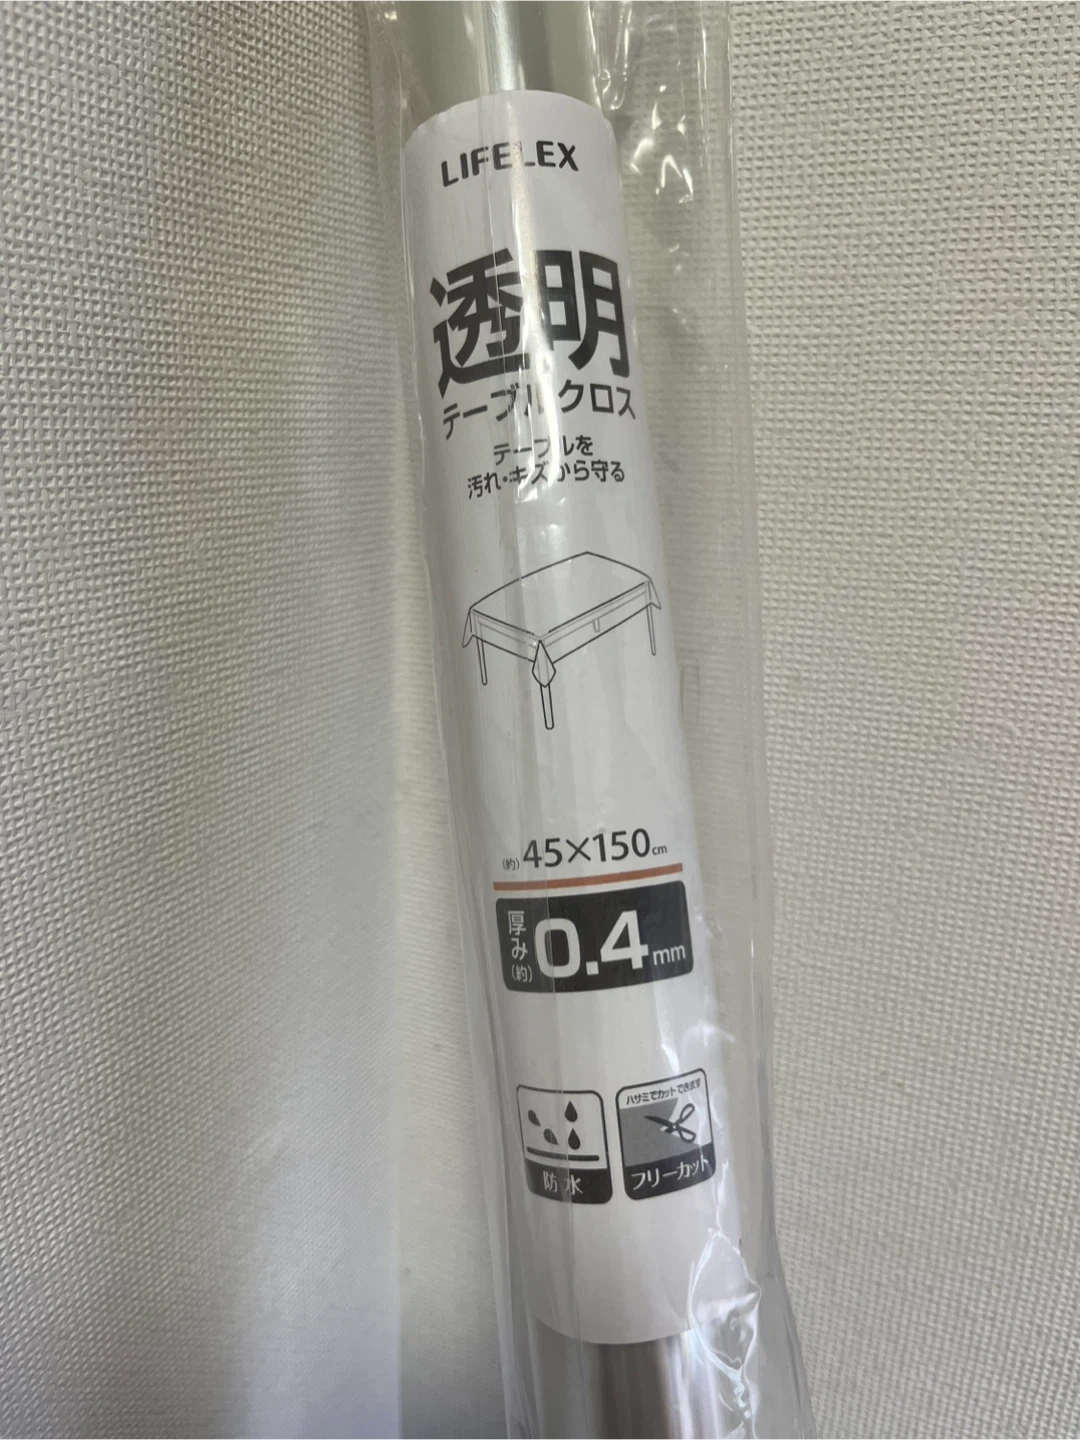 LIFELEX
透明
テーブルクロス
テーブルを
汚れ・キズから守る
(約)45×150cm
厚み(約)0.4mm
防水
ハサミでカットできます
フリーカット